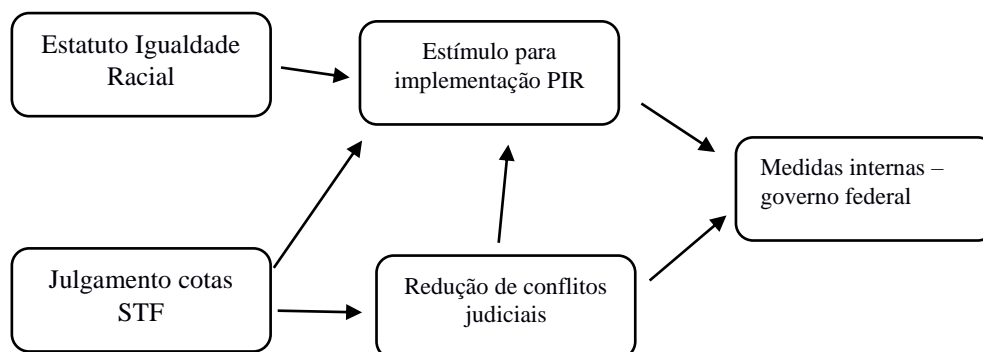 Estatuto Igualdade
Racial
Estímulo para
implementação PIR
Medidas internas –
governo federal
Julgamento cotas
STF
Redução de conflitos
judiciais